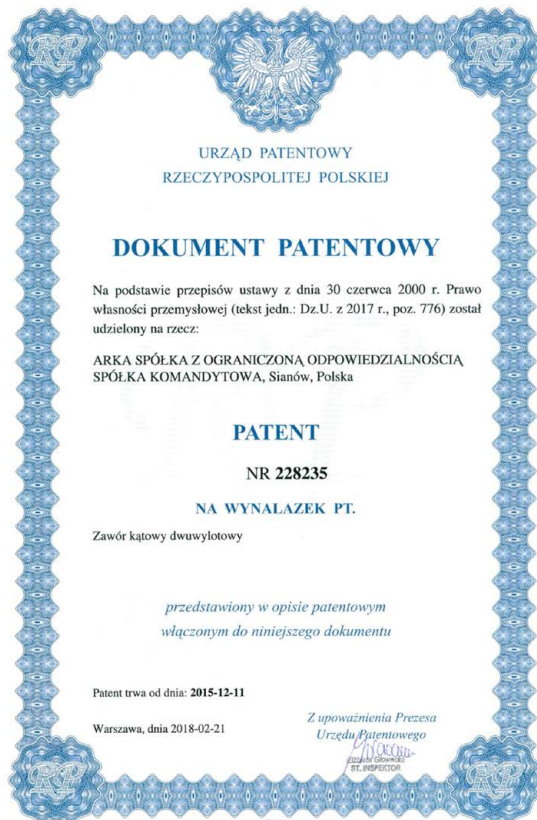 URZĄD PATENTOWY
RZECZYPOSPOLITEJ POLSKIEJ
DOKUMENT PATENTOWY
Na podstawie przepisów ustawy z dnia 30 czerwca 2000 r. Prawo
własności przemysłowej (tekst jedn.: Dz.U. z 2017 r., poz. 776) został
udzielony na rzecz:
ARKA SPÓŁKA Z OGRANICZONĄ ODPOWIEDZIALNOŚCIĄ
SPÓŁKA KOMANDYTOWA, Sianów, Polska
PATENT
NR 228235
NA WYNALAZEK PT.
Zawór kątowy dwuwylotowy
przedstawiony w opisie patentowym
włączonym do niniejszego dokumentu
Patent trwa od dnia: 2015-12-11
Warszawa, dnia 2018-02-21
Z upoważnienia Prezesa
Urzędu Patentowego
ST. INSPEKTOR